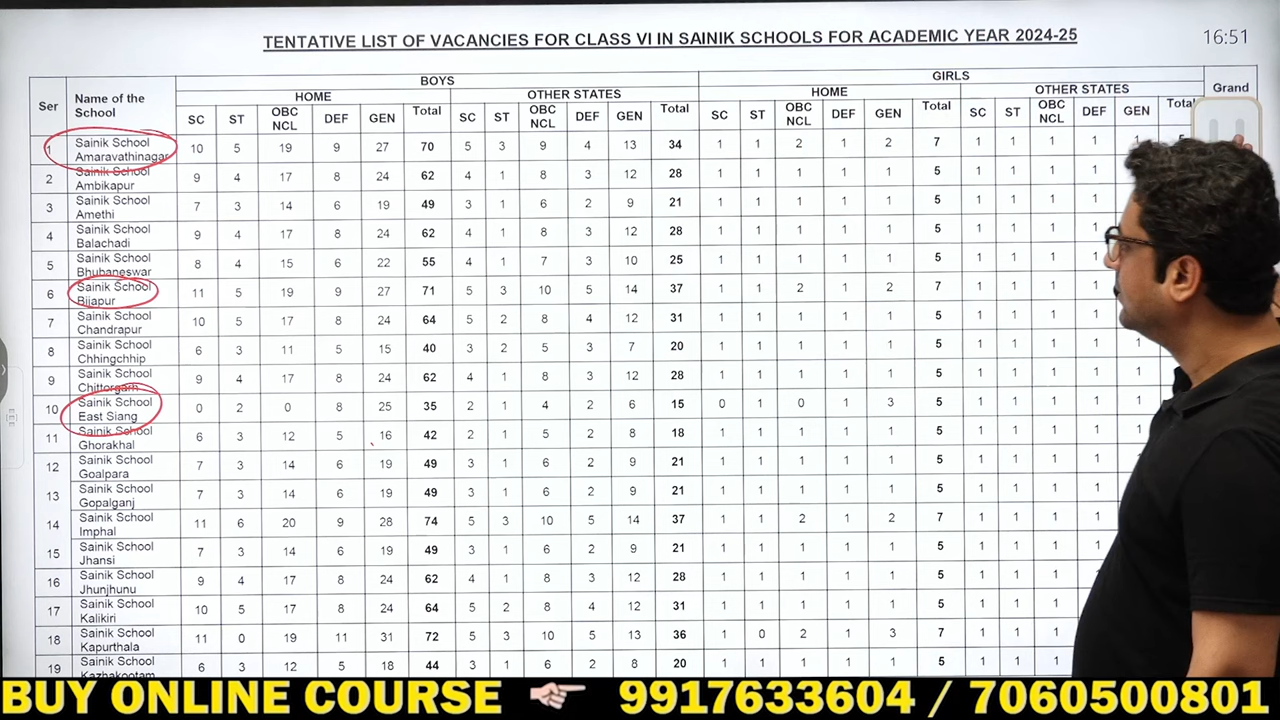 TENTATIVE LIST OF VACANCIES FOR CLASS VI IN SAINIK SCHOOLS FOR ACADEMIC YEAR 2024-25
16:51
Ser Name of the School BOYS GIRLS Grand
HOME OTHER STATES HOME OTHER STATES
SC ST OBC NCL DEF GEN Total SC ST OBC NCL DEF GEN Total SC ST OBC NCL DEF GEN Total SC ST OBC NCL DEF GEN Total
1 Sainik School Amaravathinagar 10 5 19 9 27 70 5 3 9 4 13 34 1 1 2 1 2 7 1 1 1 1 1
2 Sainik School Ambikapur 9 4 17 8 24 62 4 1 8 3 12 28 1 1 1 1 1 5 1 1 1 1
3 Sainik School Amethi 7 3 14 6 19 49 3 1 6 2 9 21 1 1 1 1 1 5 1 1 1 1
4 Sainik School Balachadi 9 4 17 8 24 62 4 1 8 3 12 28 1 1 1 1 1 5 1 1 1 1
5 Sainik School Bhubaneswar 8 4 15 6 22 55 4 1 7 3 10 25 1 1 1 1 1 5 1 1 1 1
6 Sainik School Bijapur 11 5 19 9 27 71 5 3 10 5 14 37 1 1 2 1 2 7 1 1 1 1
7 Sainik School Chandrapur 10 5 17 8 24 64 5 2 8 4 12 31 1 1 1 1 1 5 1 1 1 1 1
8 Sainik School Chhingchhip 6 3 11 5 15 40 3 2 5 3 7 20 1 1 1 1 1 5 1 1 1 1 1
9 Sainik School Chittorgarh 9 4 17 8 24 62 4 1 8 3 12 28 1 1 1 1 1 5 1 1 1 1 1
10 Sainik School East Siang 0 2 0 8 25 35 2 1 4 2 6 15 0 1 0 1 3 5 1 1 1 1 1
11 Sainik School Ghorakhal 6 3 12 5 16 42 2 1 5 2 8 18 1 1 1 1 1 5 1 1 1 1 1
12 Sainik School Goalpara 7 3 14 6 19 49 3 1 6 2 9 21 1 1 1 1 1 5 1 1 1 1
13 Sainik School Gopalganj 7 3 14 6 19 49 3 1 6 2 9 21 1 1 1 1 1 5 1 1 1 1
14 Sainik School Imphal 11 6 20 9 28 74 5 3 10 5 14 37 1 1 2 1 2 7 1 1 1 1
15 Sainik School Jhansi 7 3 14 6 19 49 3 1 6 2 9 21 1 1 1 1 1 5 1 1 1 1
16 Sainik School Jhunjhunu 9 4 17 8 24 62 4 1 8 3 12 28 1 1 1 1 1 5 1 1 1
17 Sainik School Kalikiri 10 5 17 8 24 64 5 2 8 4 12 31 1 1 1 1 1 5 1 1 1
18 Sainik School Kapurthala 11 0 19 11 31 72 5 3 10 5 13 36 1 0 2 1 3 7 1 1 1
19 Sainik School Kazhakootam 6 3 12 5 18 44 3 1 6 2 8 20 1 1 1 1 1 5 1 1 1
BUY ONLINE COURSE 9917633604 / 7060500801